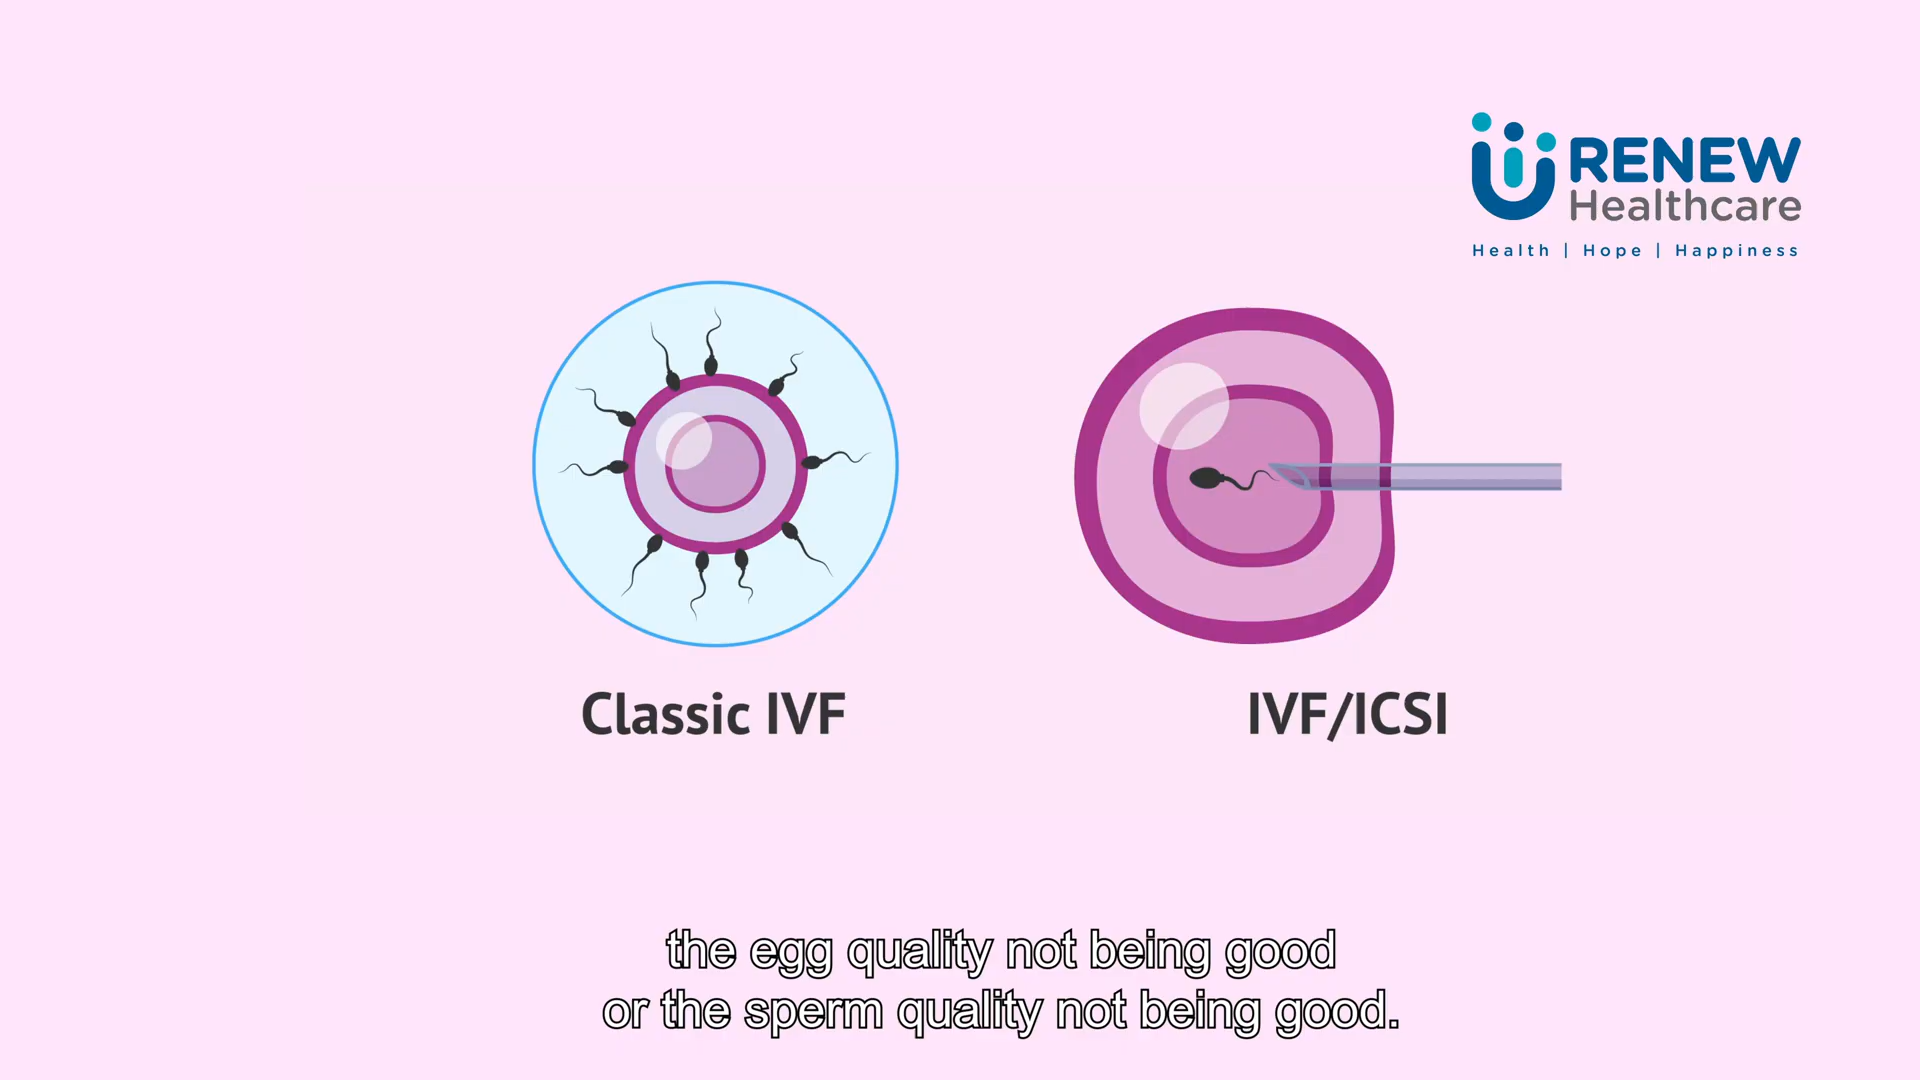 RENEW
Healthcare
Health | Hope | Happiness
Classic IVF
IVF/ICSI
the egg quality not being good
or the sperm quality not being good.